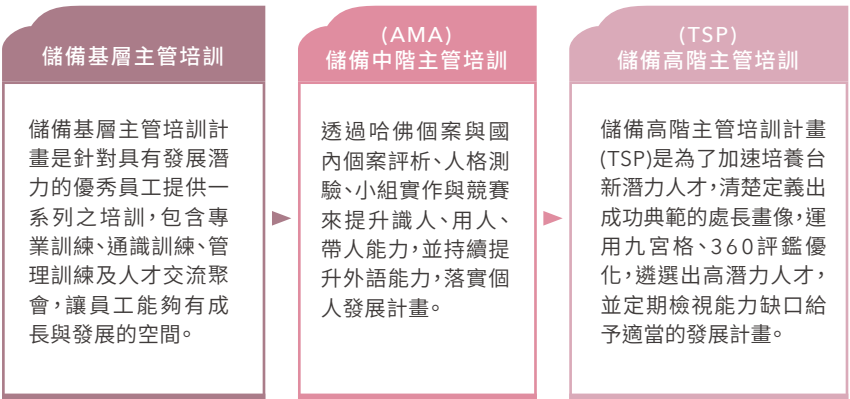 儲備基層主管培訓
儲備基層主管培訓計
畫是針對具有發展潛
力的優秀員工提供一
系列之培訓，包含專
業訓練、通識訓練、管
理訓練及人才交流聚
會，讓員工能夠有成
長與發展的空間。
(AMA)
儲備中階主管培訓
透過哈佛個案與國
內個案評析、人格測
驗、小組實作與競賽
來提升識人、用人、
帶人能力，並持續提
升外語能力，落實個
人發展計畫。
(TSP)
儲備高階主管培訓
儲備高階主管培訓計畫
(TSP)是為了加速培養台
新潛力人才，清楚定義出
成功典範的處長畫像，運
用九宮格、360評鑑優
化，遴選出高潛力人才，
並定期檢視能力缺口給
予適當的發展計畫。